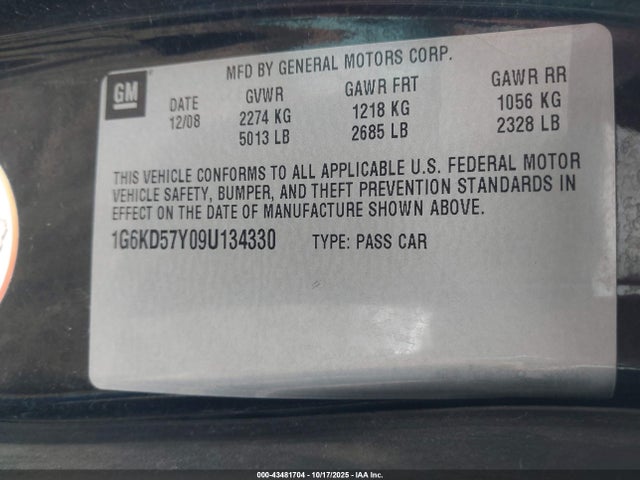 MFD BY GENERAL MOTORS CORP.
GM
DATE GVWR GAWR FRT GAWR RR
12/08 2274 KG 1218 KG 1056 KG
5013 LB 2685 LB 2328 LB
THIS VEHICLE CONFORMS TO ALL APPLICABLE U.S. FEDERAL MOTOR
VEHICLE SAFETY, BUMPER, AND THEFT PREVENTION STANDARDS IN
EFFECT ON THE DATE OF MANUFACTURE SHOWN ABOVE.
1G6KD57Y09U134330 TYPE: PASS CAR
000-43481704 - 10/17/2025 - IAA Inc.